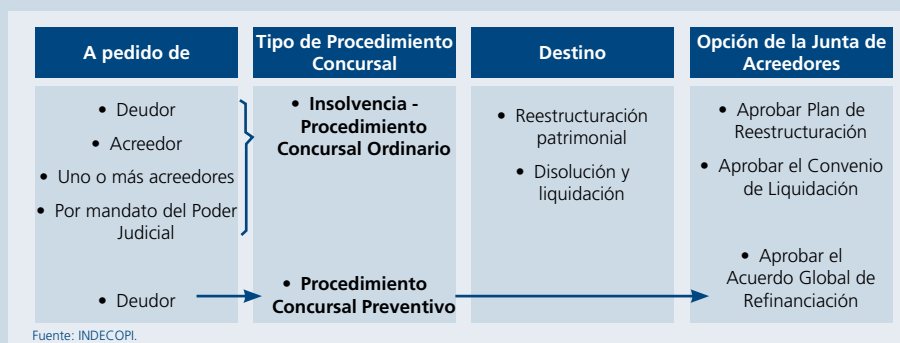 A pedido de
Tipo de Procedimiento
Concursal
Destino
Opción de la Junta de
Acreedores
• Deudor
• Acreedor
• Uno o más acreedores
• Por mandato del Poder
Judicial
• Insolvencia -
Procedimiento
Concursal Ordinario
• Reestructuración
patrimonial
• Disolución y
liquidación
• Aprobar Plan de
Reestructuración
• Aprobar el Convenio
de Liquidación
• Deudor
• Procedimiento
Concursal Preventivo
• Aprobar el
Acuerdo Global de
Refinanciación
Fuente: INDECOPI.